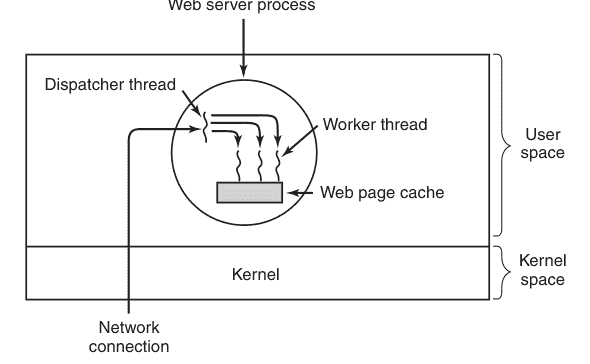 Web server process
Dispatcher thread
Worker thread
User
space
Web page cache
Kernel
Kernel
space
Network
connection